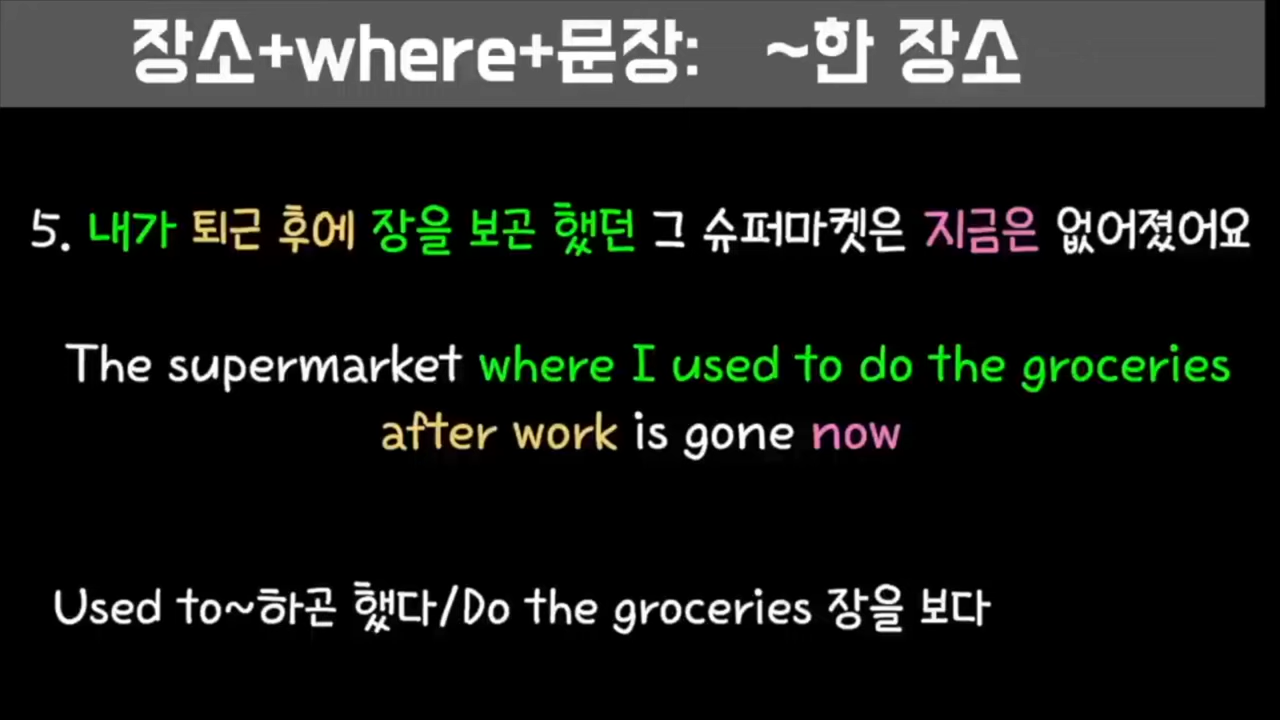 장소+where+문장: ~한 장소
5. 내가 퇴근 후에 장을 보곤 했던 그 슈퍼마켓은 지금은 없어졌어요
The supermarket where I used to do the groceries
after work is gone now
Used to~하곤 했다/Do the groceries 장을 보다